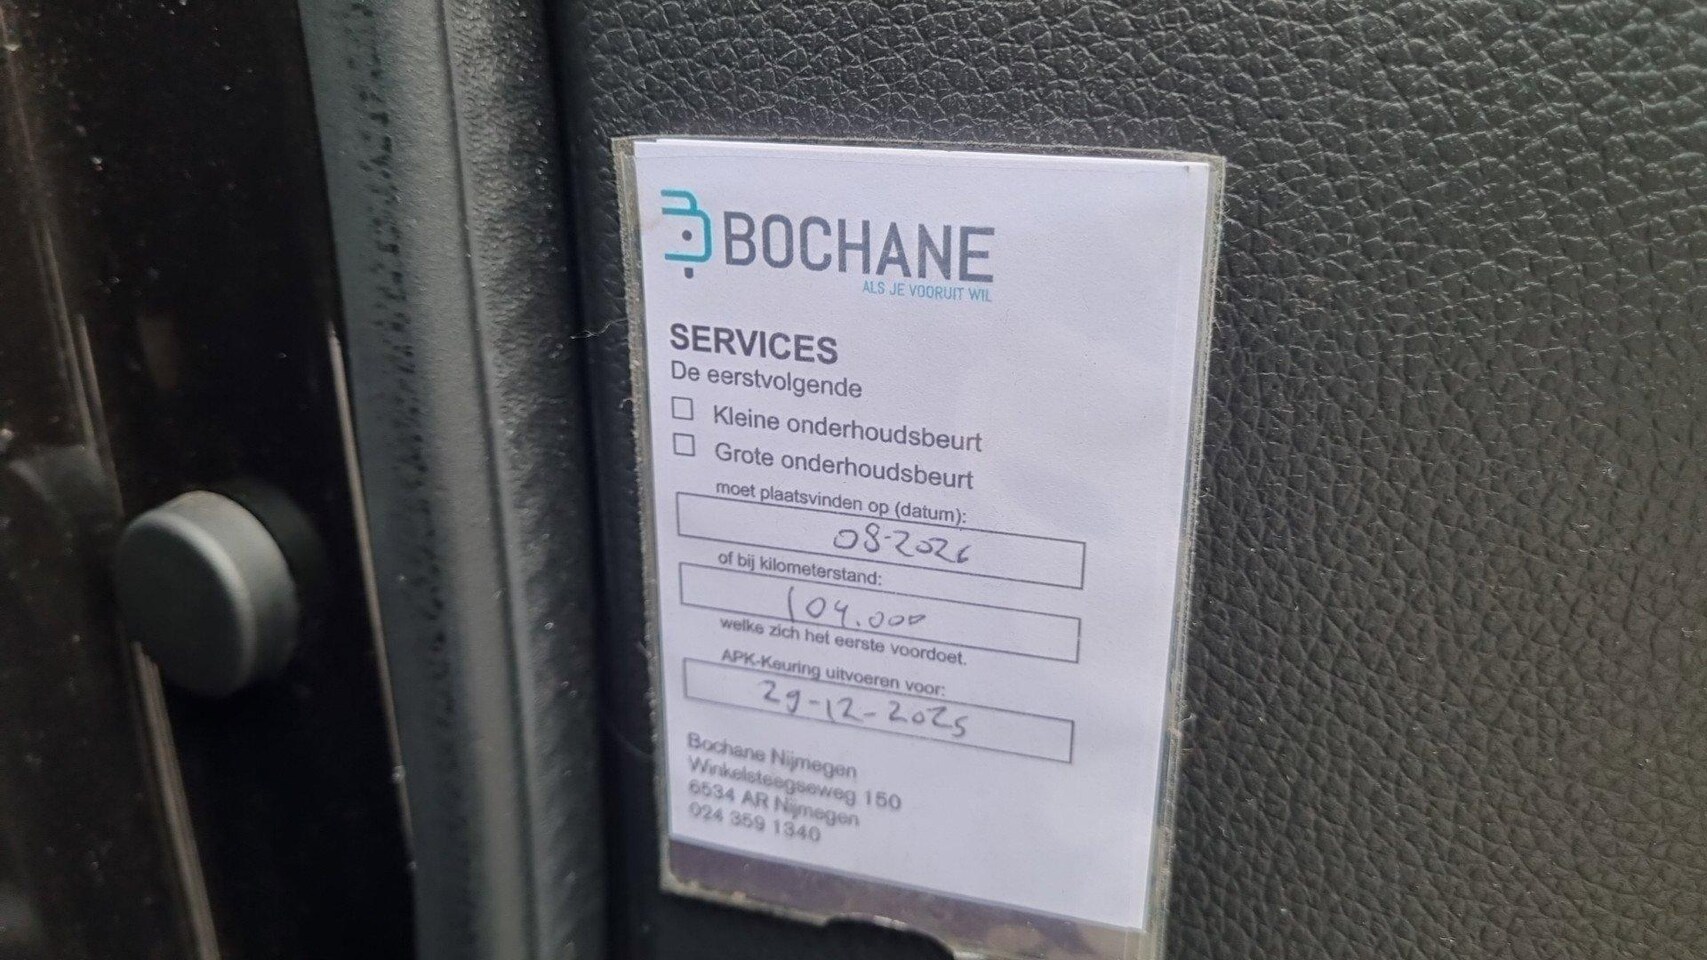 BOCHANE
ALS JE VOORUIT WIL
SERVICES
De eerstvolgende
Kleine onderhoudsbeurt
Grote onderhoudsbeurt
moet plaatsvinden op (datum):
08-2026
of bij kilometerstand:
104.000
welke zich het eerste voordoet.
APK-Keuring uitvoeren voor:
29-12-2025
Bochane Nijmegen
Winkelsteegseweg 150
6534 AR Nijmegen
024 359 1340